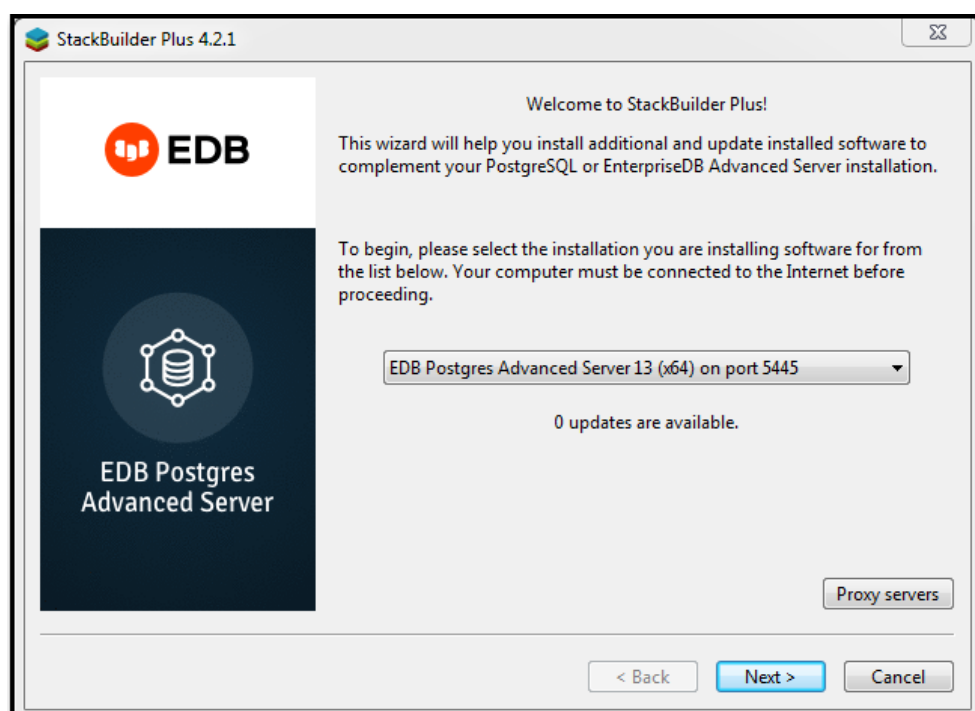 StackBuilder Plus 4.2.1
EDB
Welcome to StackBuilder Plus!
This wizard will help you install additional and update installed software to
complement your PostgreSQL or EnterpriseDB Advanced Server installation.
To begin, please select the installation you are installing software for from
the list below. Your computer must be connected to the Internet before
proceeding.
EDB Postgres Advanced Server 13 (x64) on port 5445
0 updates are available.
EDB Postgres
Advanced Server
Proxy servers
< Back
Next >
Cancel